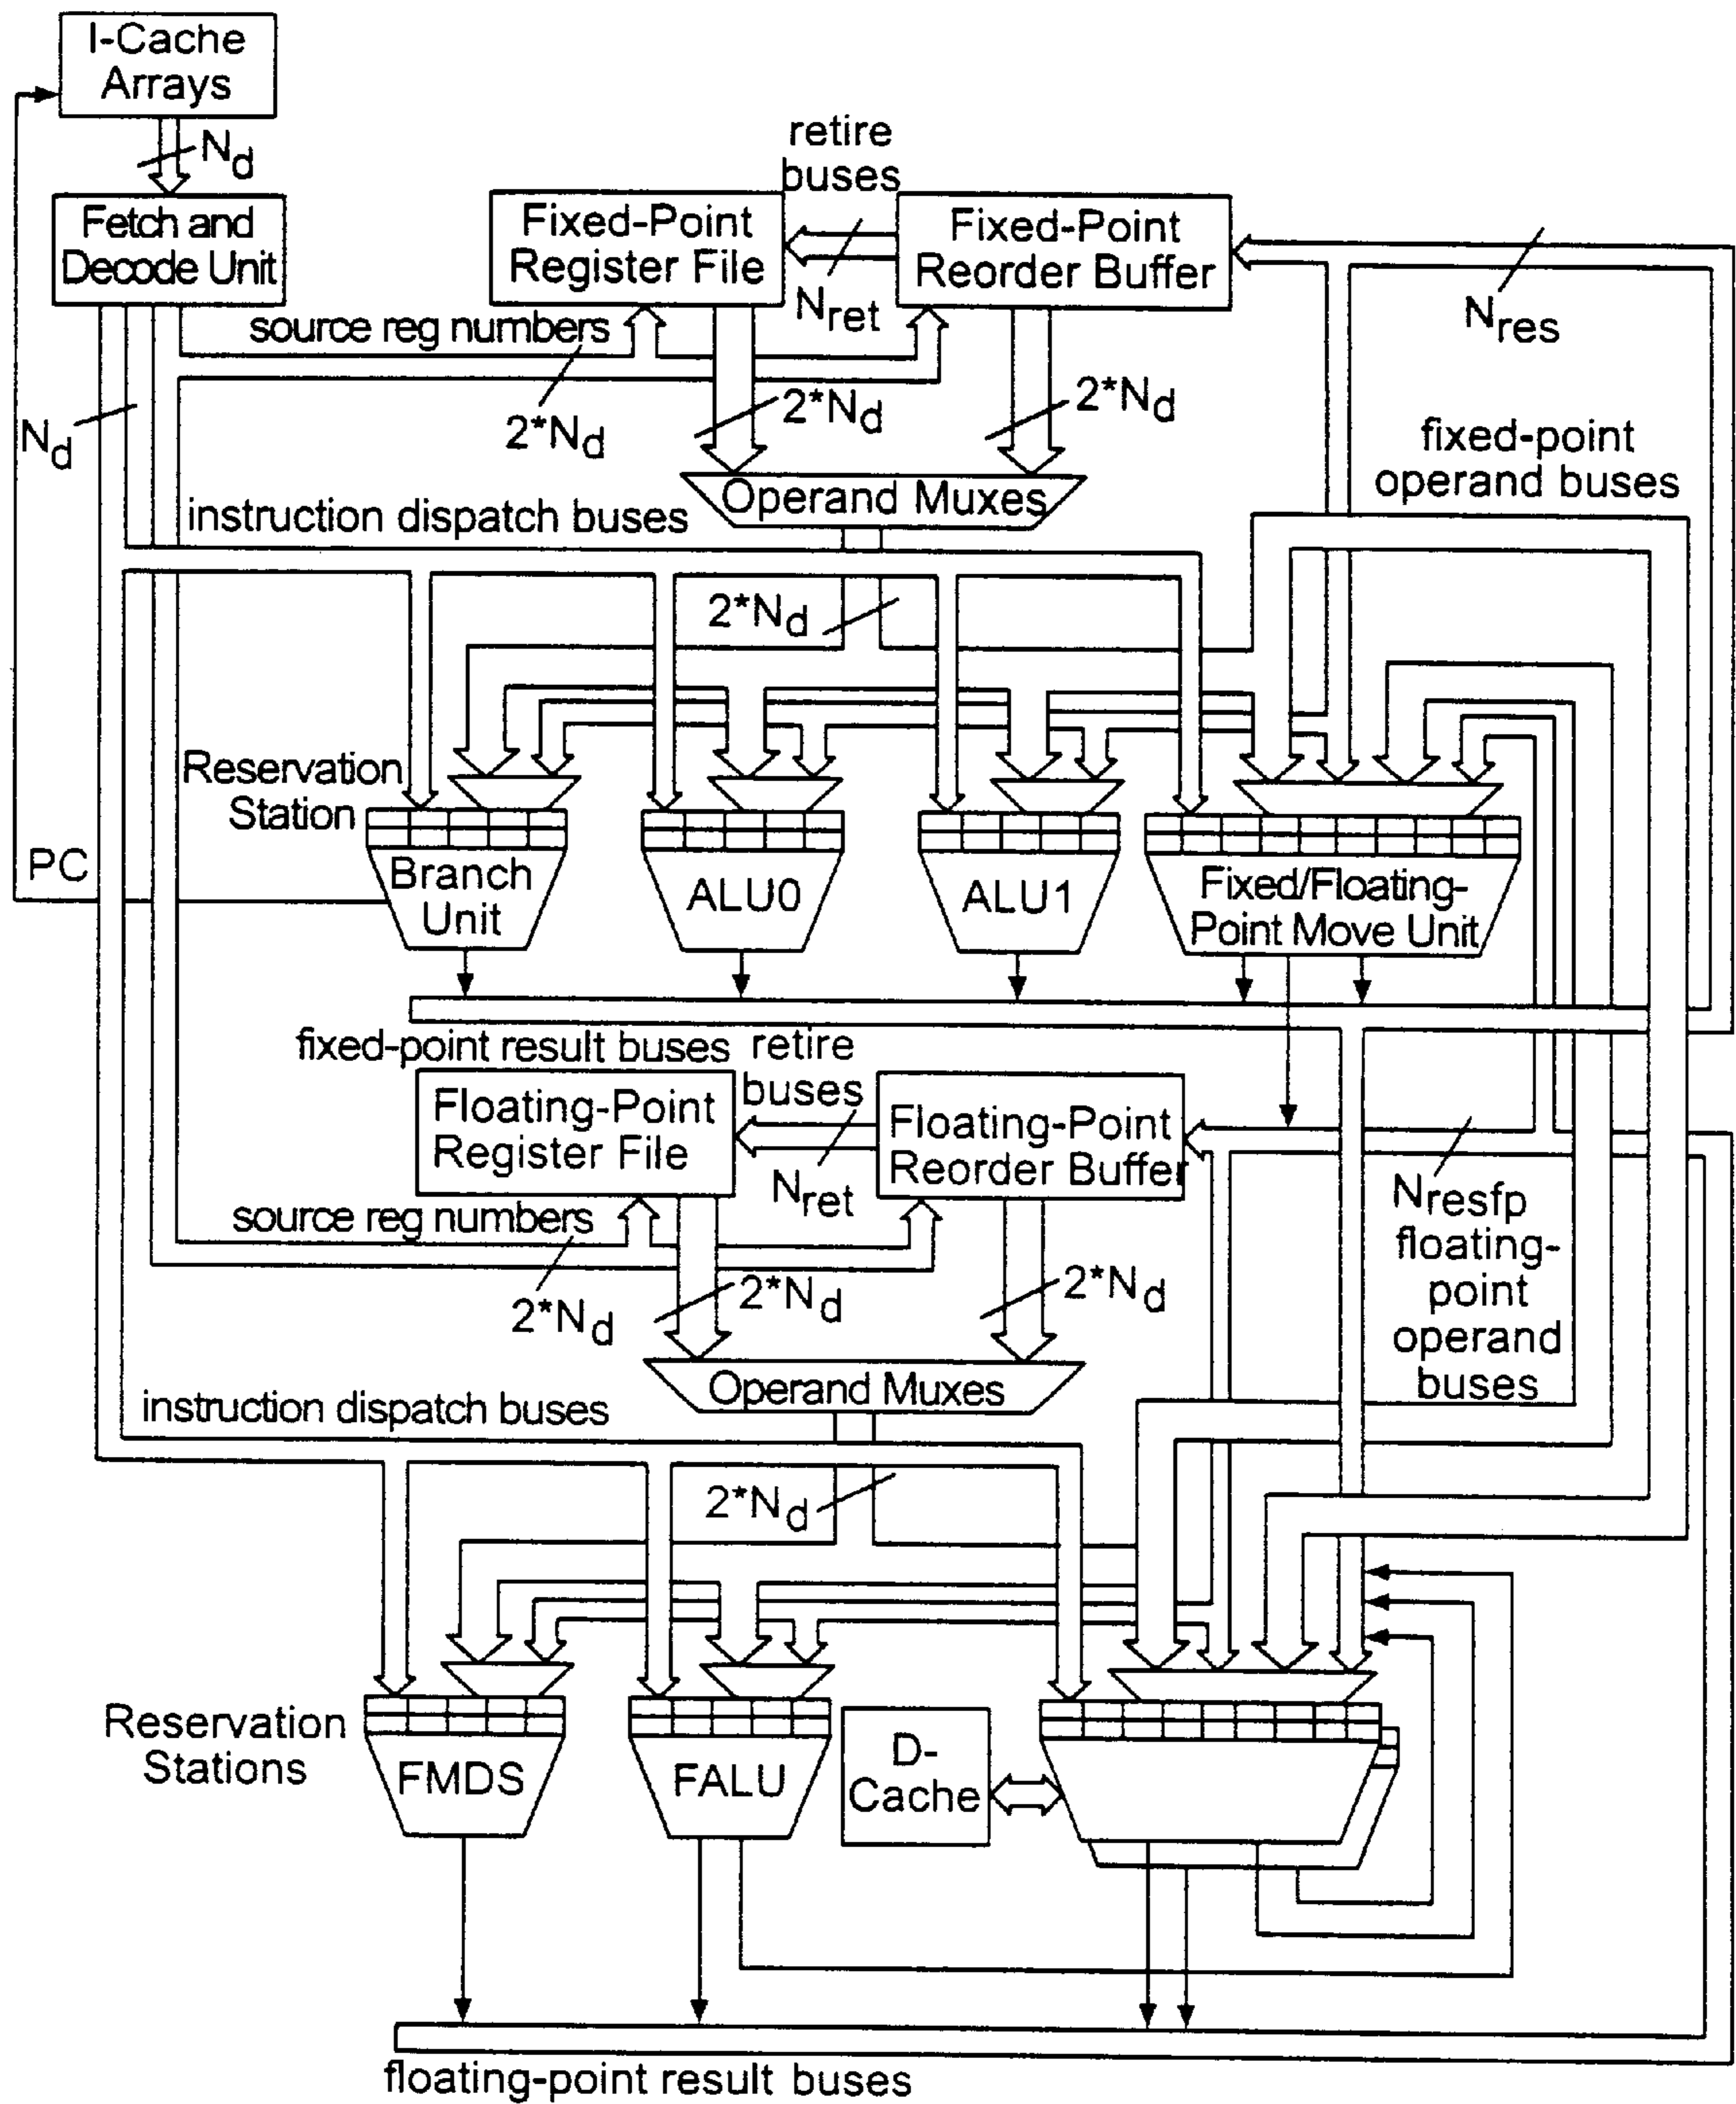 I-Cache
Arrays
Nd
Fetch and
Decode Unit
retire
buses
Fixed-Point
Register File
Fixed-Point
Reorder Buffer
Nret
Nres
source reg numbers
2*Nd
2*Nd
2*Nd
Nd
fixed-point
operand buses
Operand Muxes
instruction dispatch buses
2*Nd
Reservation
Station
PC
Branch
Unit
ALU0
ALU1
Fixed/Floating-
Point Move Unit
fixed-point result buses
retire
buses
Floating-Point
Register File
Floating-Point
Reorder Buffer
Nret
Nresfp
floating-
point
operand
buses
source reg numbers
2*Nd
2*Nd
2*Nd
Operand Muxes
instruction dispatch buses
2*Nd
Reservation
Stations
FMDS
FALU
D-
Cache
floating-point result buses